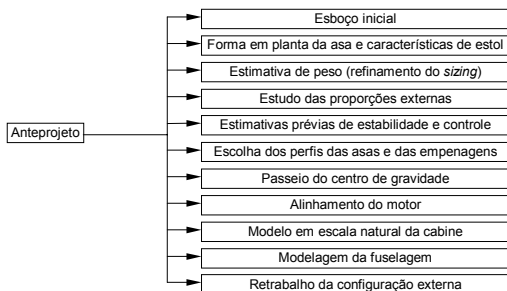 Esboço inicial
Forma em planta da asa e características de estol
Estimativa de peso (refinamento do sizing)
Estudo das proporções externas
Anteprojeto
Estimativas prévias de estabilidade e controle
Escolha dos perfis das asas e das empenagens
Passeio do centro de gravidade
Alinhamento do motor
Modelo em escala natural da cabine
Modelagem da fuselagem
Retrabalho da configuração externa